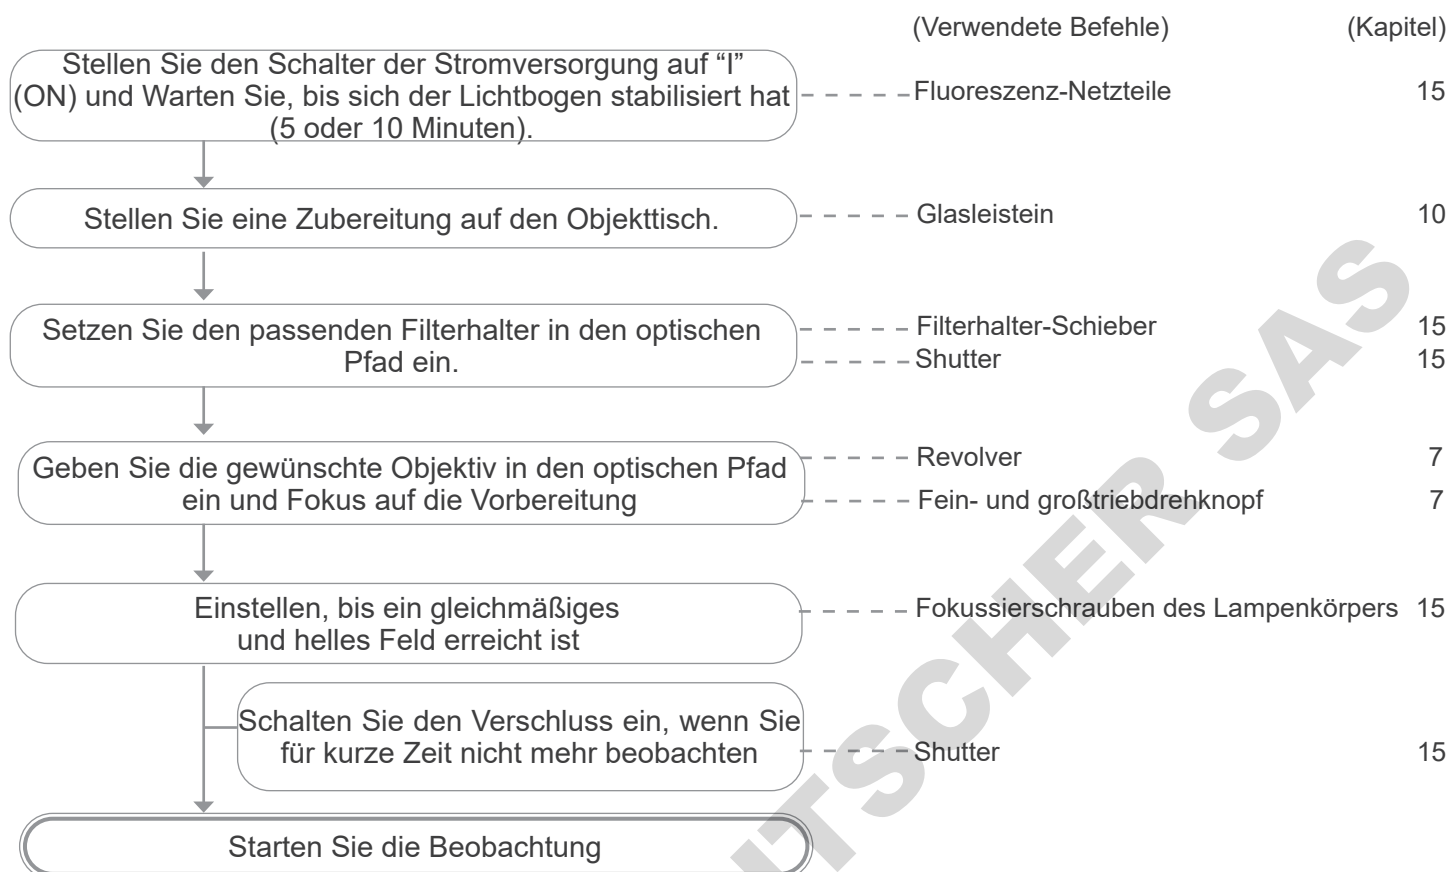 (Verwendete Befehle) (Kapitel)
Stellen Sie den Schalter der Stromversorgung auf “I”
(ON) und Warten Sie, bis sich der Lichtbogen stabilisiert hat
(5 oder 10 Minuten).
Fluoreszenz-Netzteile 15
Stellen Sie eine Zubereitung auf den Objekttisch.
Glasleistein 10
Setzen Sie den passenden Filterhalter in den optischen
Pfad ein.
Filterhalter-Schieber 15
Shutter 15
Geben Sie die gewünschte Objektiv in den optischen Pfad
ein und Fokus auf die Vorbereitung
Revolver 7
Fein- und großtriebdrehknopf 7
Einstellen, bis ein gleichmäßiges
und helles Feld erreicht ist
Fokussierschrauben des Lampenkörpers 15
Schalten Sie den Verschluss ein, wenn Sie
für kurze Zeit nicht mehr beobachten
Shutter 15
Starten Sie die Beobachtung
ITSCHER SAS